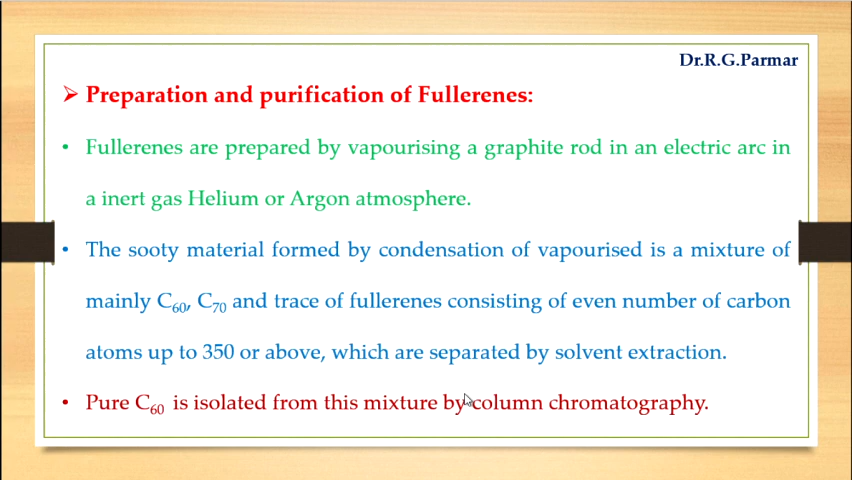 Dr.R.G.Parmar
➢ Preparation and purification of Fullerenes:
• Fullerenes are prepared by vapourising a graphite rod in an electric arc in
a inert gas Helium or Argon atmosphere.
• The sooty material formed by condensation of vapourised is a mixture of
mainly C₆₀, C₇₀ and trace of fullerenes consisting of even number of carbon
atoms up to 350 or above, which are separated by solvent extraction.
• Pure C₆₀ is isolated from this mixture by column chromatography.